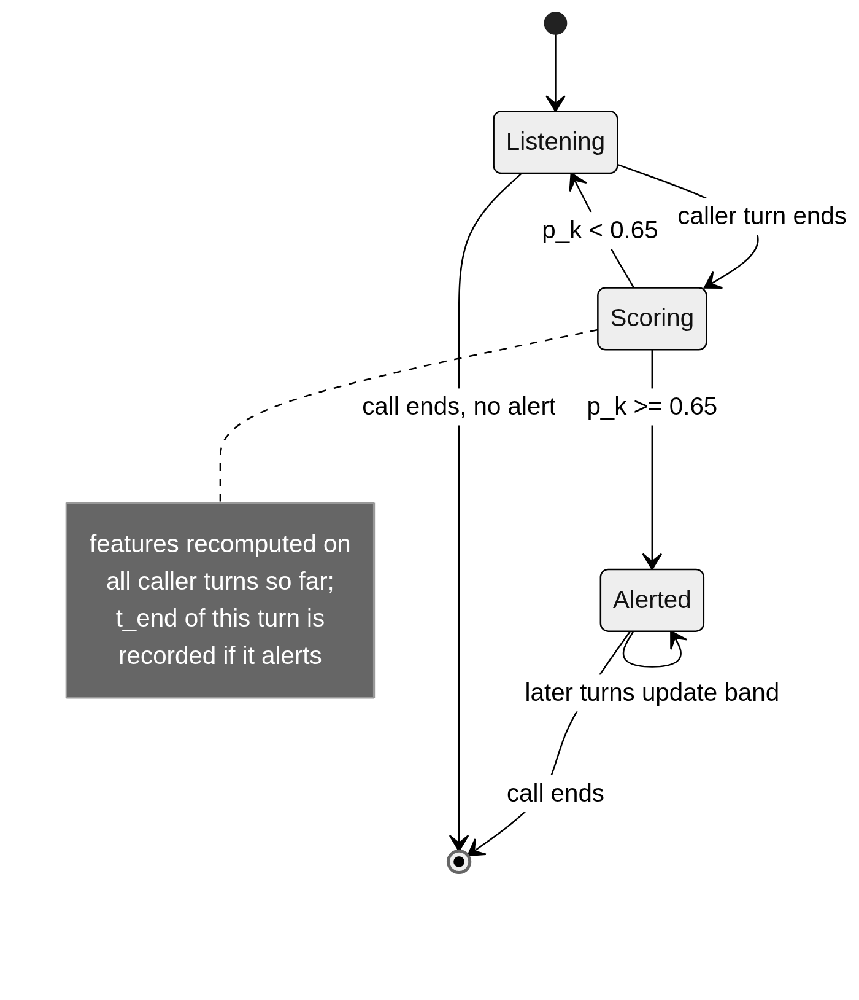 Listening
caller turn ends
p_k < 0.65
Scoring
call ends, no alert
p_k >= 0.65
features recomputed on
all caller turns so far;
t_end of this turn is
recorded if it alerts
Alerted
later turns update band
call ends